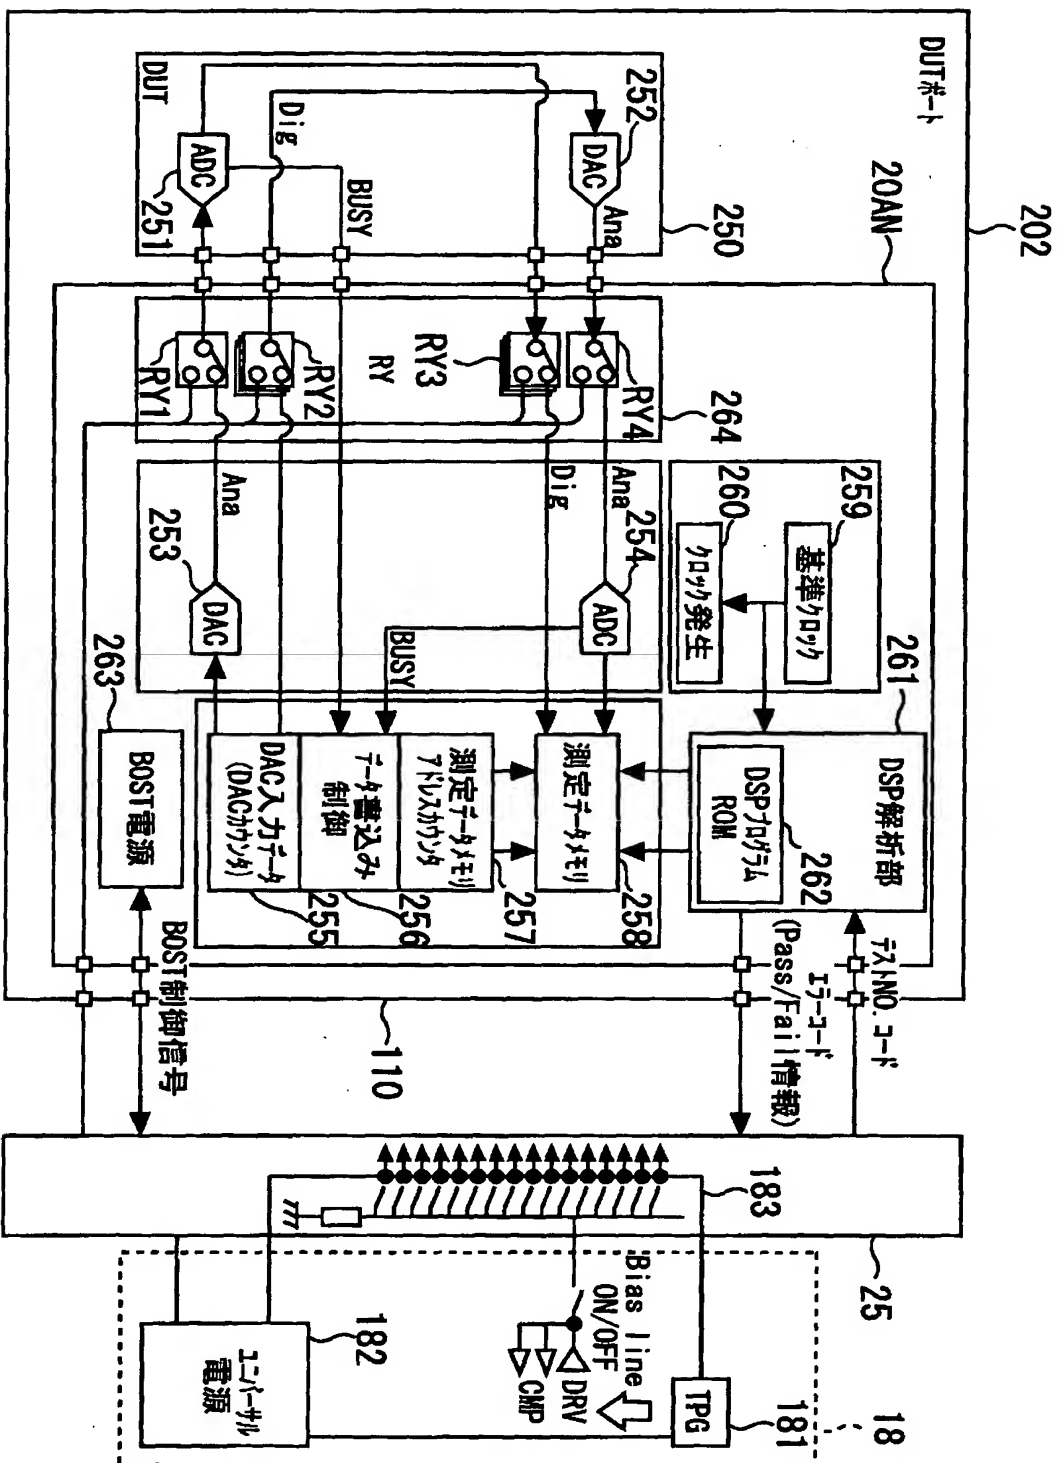 202
DUTボート
20AN
250
DUT
252
DAC
Ana
Dig
ADC
251
BUSY
264
RY4
RY3
RY
RY2
RY1
259
基準クロック
260
クロック発生
Ana
Dig
254
ADC
BUSY
253
Ana
DAC
261
DSP解析部
DSPプログラム
ROM
262
測定データメモリ
258
測定データメモリ
アドレスカウンタ
257
データ書込み
制御
256
DAC入力データ
(DACカウンタ)
255
263
BOST電源
BOST制御信号
テストNO.コード
エラーコード
(Pass/Fail情報)
110
183
25
Bias line
ON/OFF
DRV
CMP
TPG
181
18
182
ユニバーサル
電源